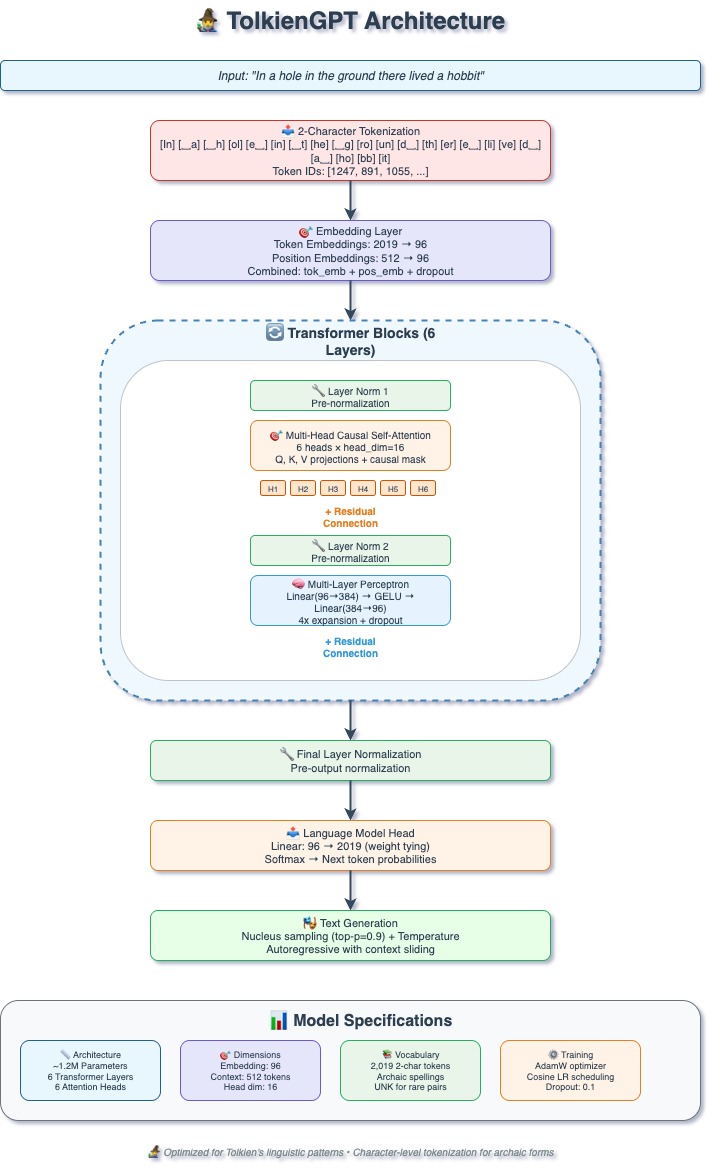 TolkienGPT Architecture
Input: "In a hole in the ground there lived a hobbit"
2-Character Tokenization
[In] [__a] [__h] [ol] [e__] [in] [__t] [he] [__g] [ro] [un] [d__] [th] [er] [e__] [li] [ve] [d__]
[a__] [ho] [bb] [it]
Token IDs: [1247, 891, 1055, ...]
Embedding Layer
Token Embeddings: 2019 → 96
Position Embeddings: 512 → 96
Combined: tok_emb + pos_emb + dropout
Transformer Blocks (6
Layers)
Layer Norm 1
Pre-normalization
Multi-Head Causal Self-Attention
6 heads × head_dim=16
Q, K, V projections + causal mask
H1 H2 H3 H4 H5 H6
+ Residual
Connection
Layer Norm 2
Pre-normalization
Multi-Layer Perceptron
Linear(96→384) → GELU →
Linear(384→96)
4x expansion + dropout
+ Residual
Connection
Final Layer Normalization
Pre-output normalization
Language Model Head
Linear: 96 → 2019 (weight tying)
Softmax → Next token probabilities
Text Generation
Nucleus sampling (top-p=0.9) + Temperature
Autoregressive with context sliding
Model Specifications
Architecture
~1.2M Parameters
6 Transformer Layers
6 Attention Heads
Dimensions
Embedding: 96
Context: 512 tokens
Head dim: 16
Vocabulary
2,019 2-char tokens
Archaic spellings
UNK for rare pairs
Training
AdamW optimizer
Cosine LR scheduling
Dropout: 0.1
Optimized for Tolkien's linguistic patterns • Character-level tokenization for archaic forms